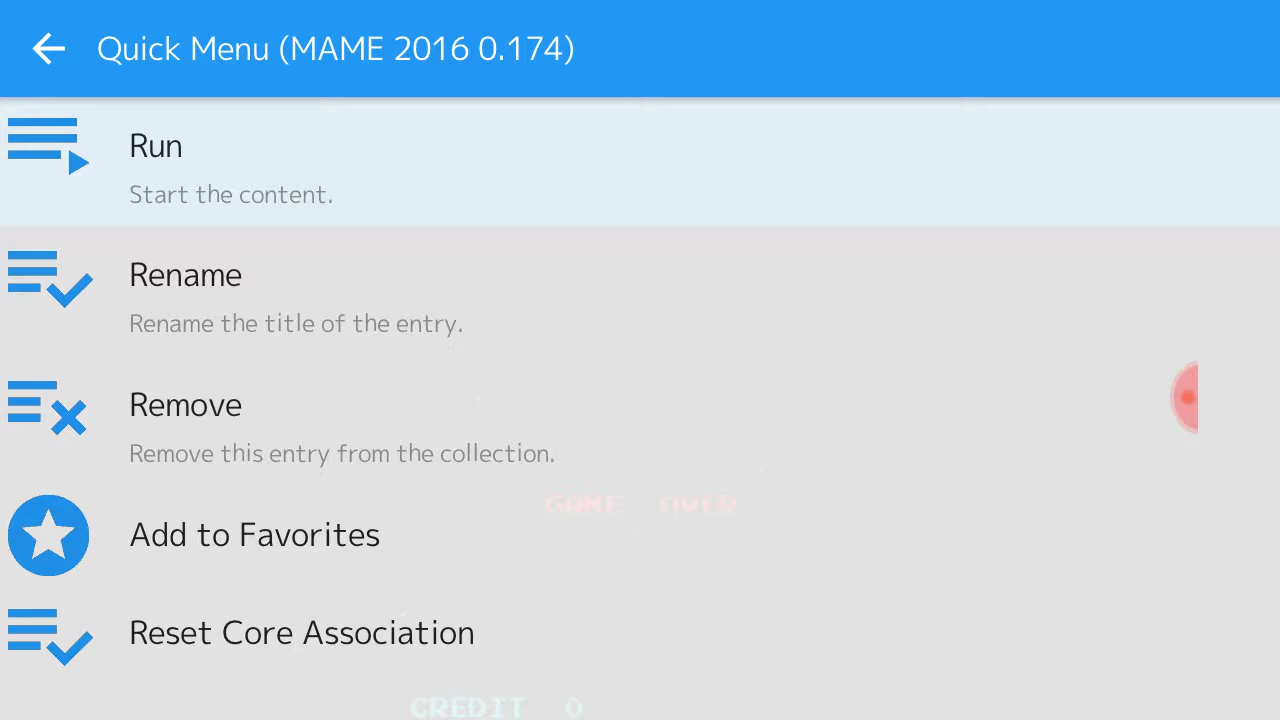 Quick Menu (MAME 2016 0.174)
Run
Start the content.
Rename
Rename the title of the entry.
Remove
Remove this entry from the collection.
GAME OVER
Add to Favorites
Reset Core Association
CREDIT 0